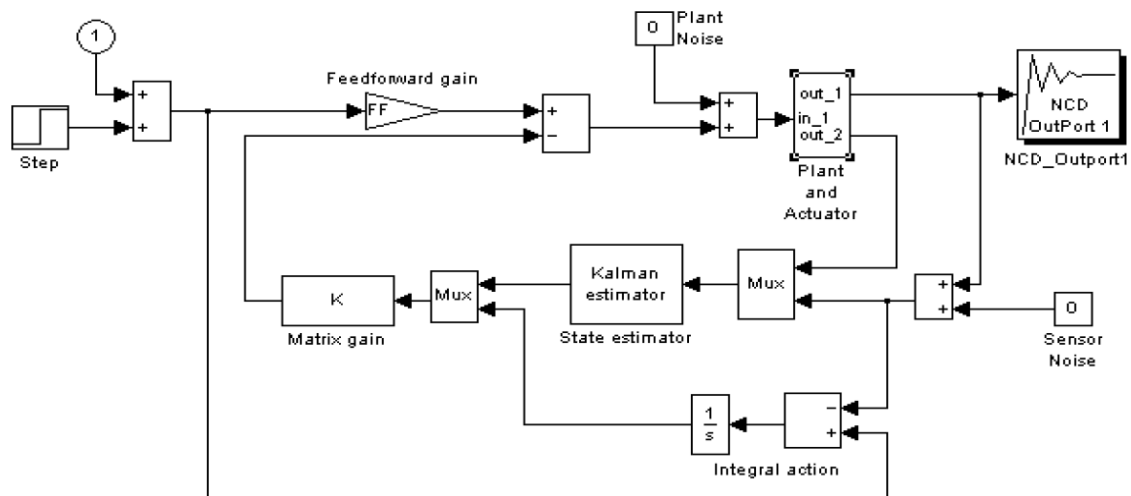 1
+
+
Step
Feedforward gain
FF
+
−
0
Plant
Noise
+
+
out_1
in_1
out_2
Plant
and
Actuator
NCD
OutPort 1
NCD_Outport1
K
Matrix gain
Mux
Kalman
estimator
State estimator
Mux
+
+
0
Sensor
Noise
1
s
−
+
Integral action